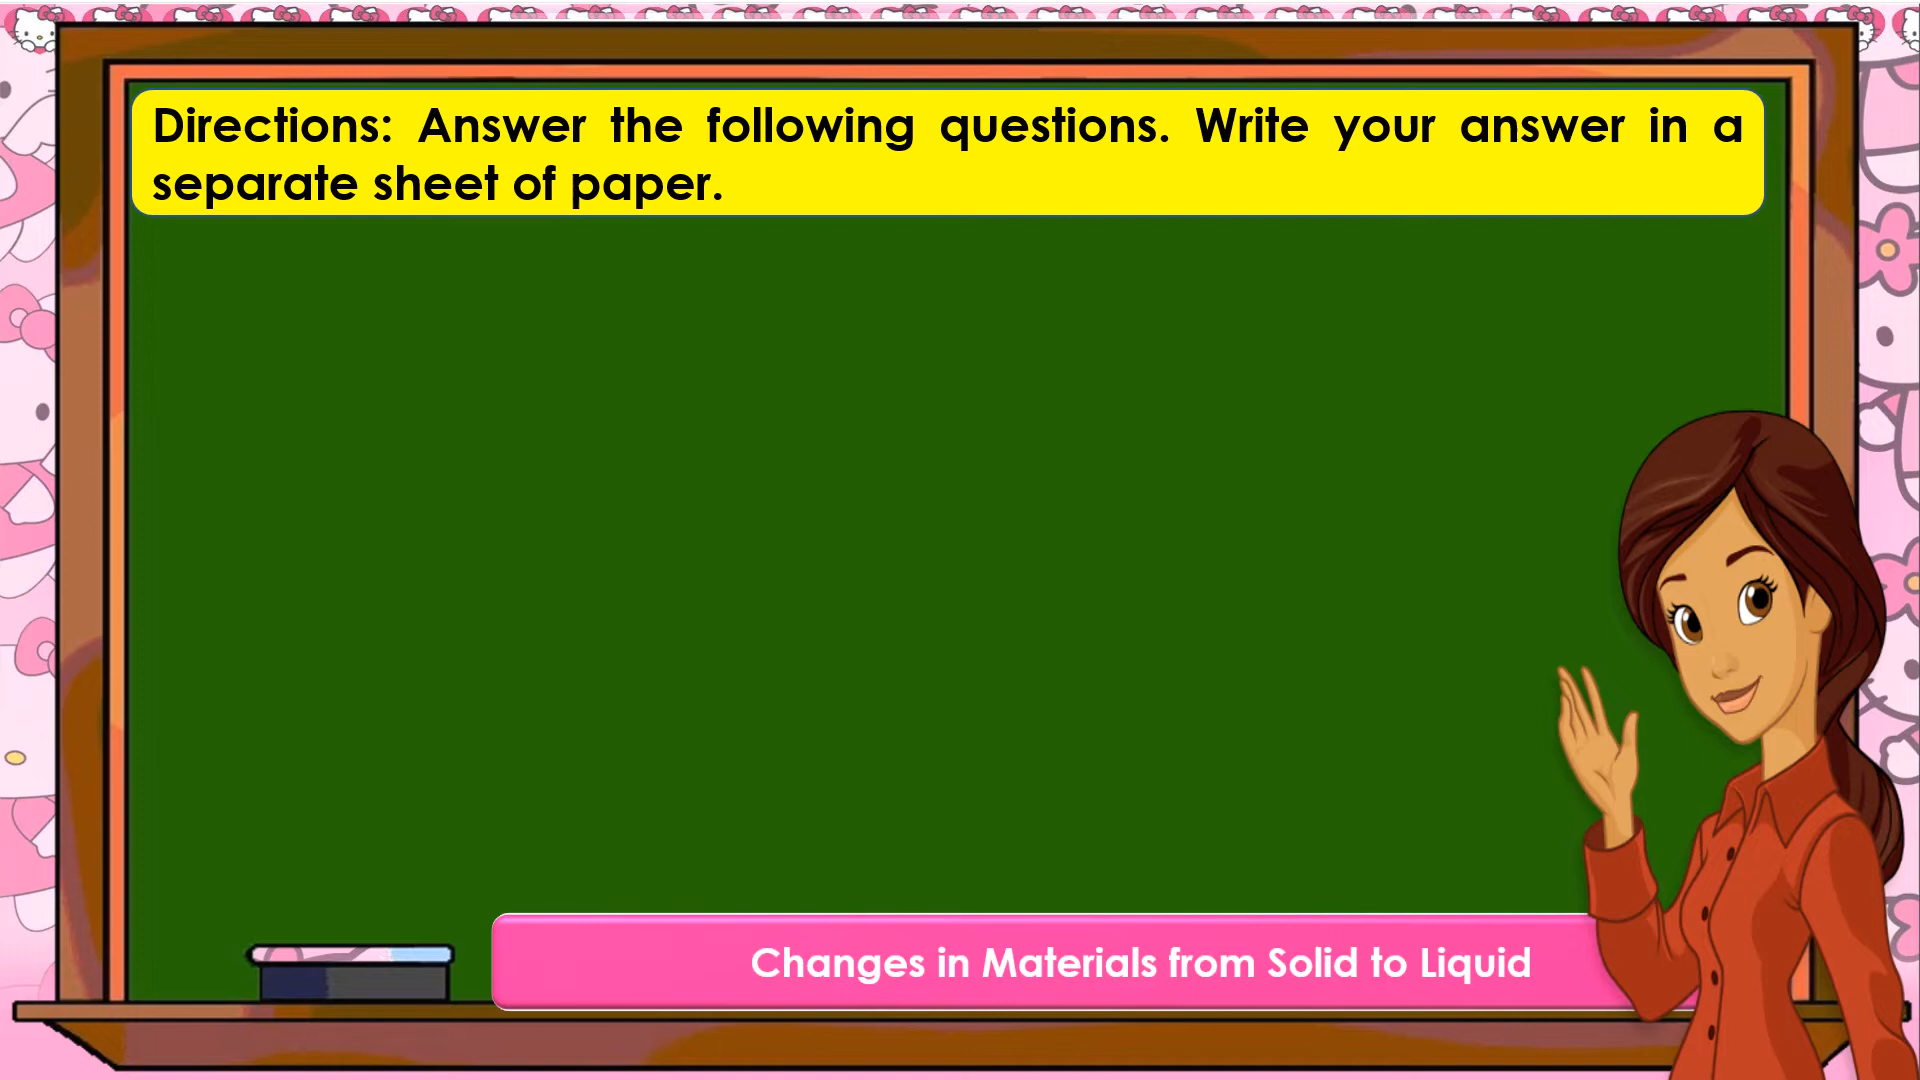 Directions: Answer the following questions. Write your answer in a
separate sheet of paper.
Changes in Materials from Solid to Liquid